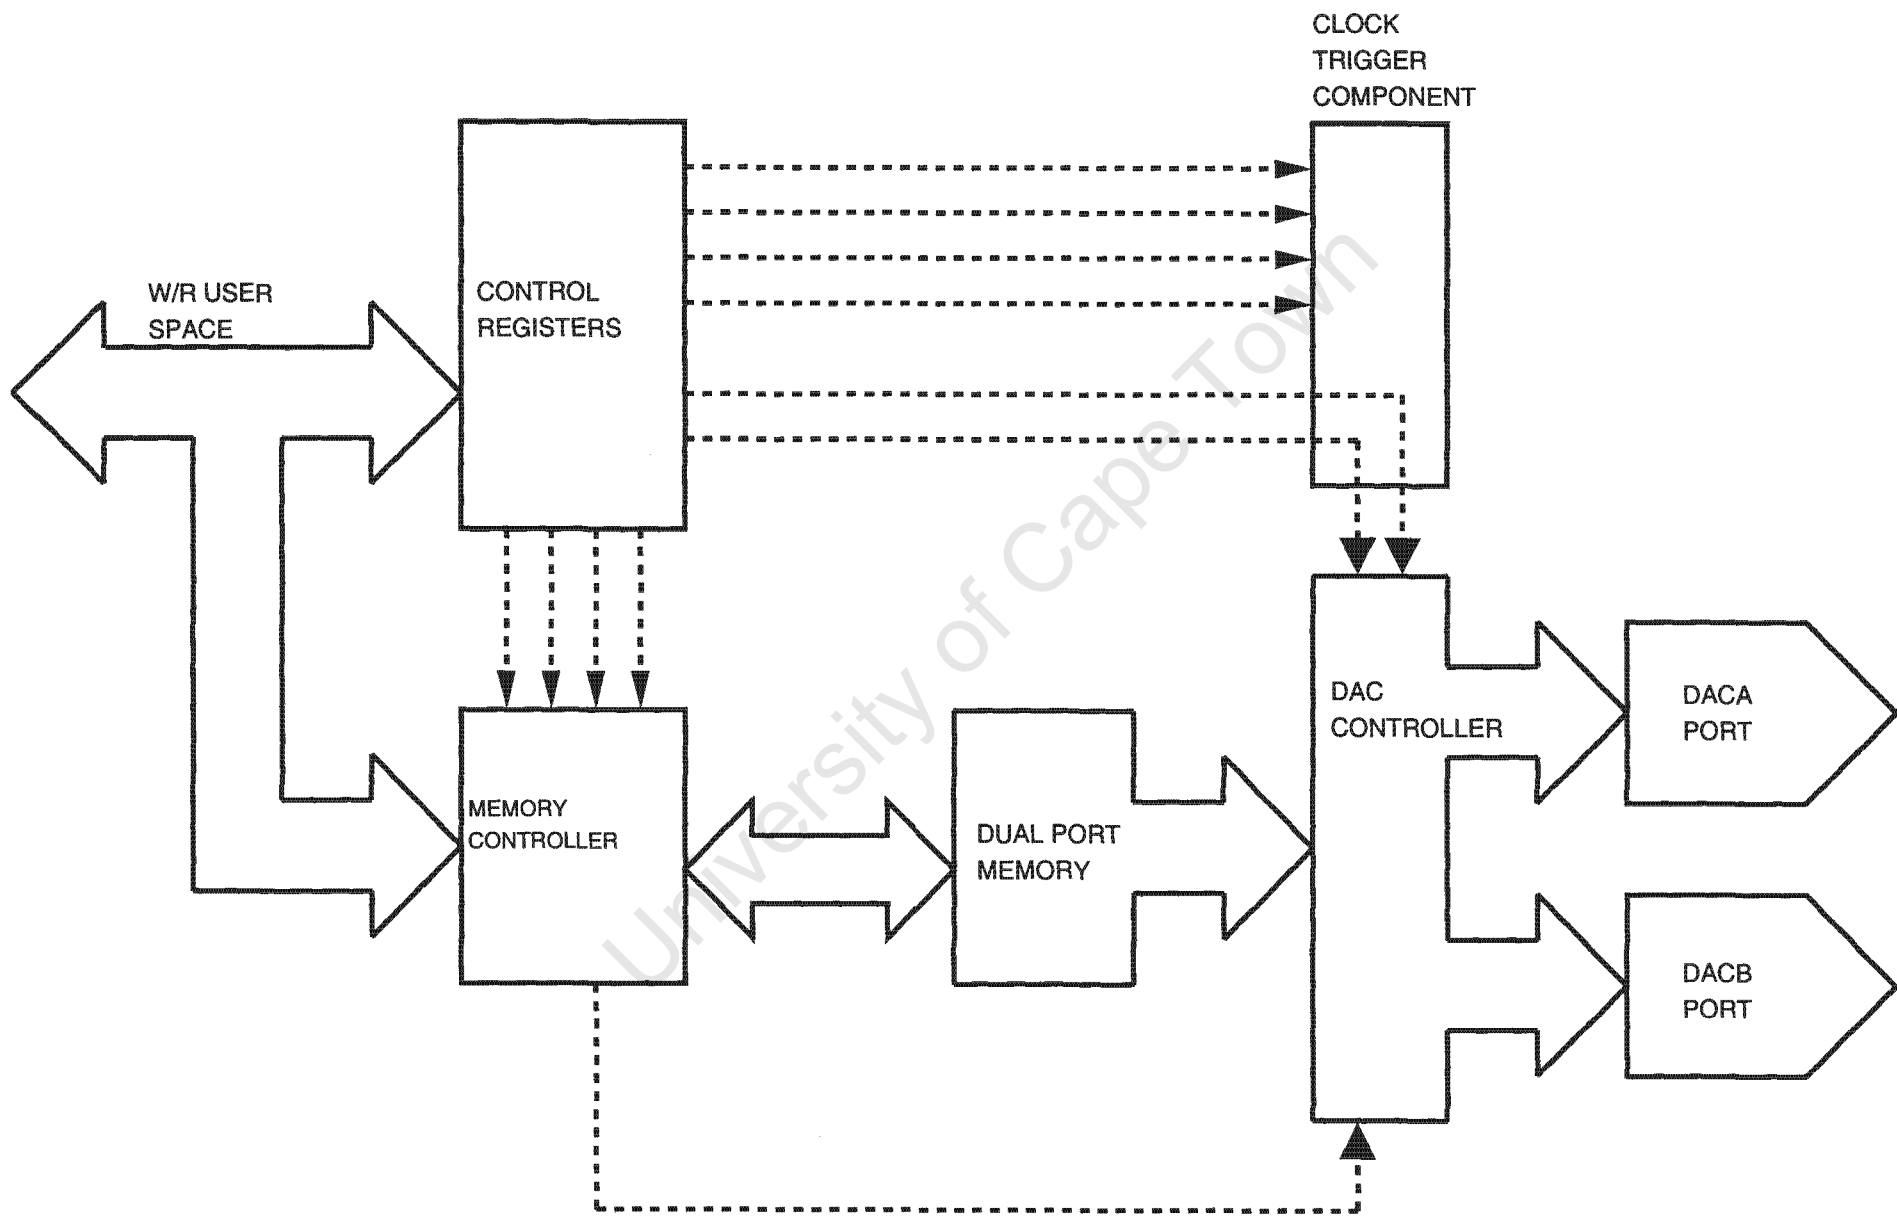 CLOCK
TRIGGER
COMPONENT
W/R USER
SPACE
CONTROL
REGISTERS
DAC
CONTROLLER
DACA
PORT
MEMORY
CONTROLLER
DUAL PORT
MEMORY
DACB
PORT
University of Cape Town